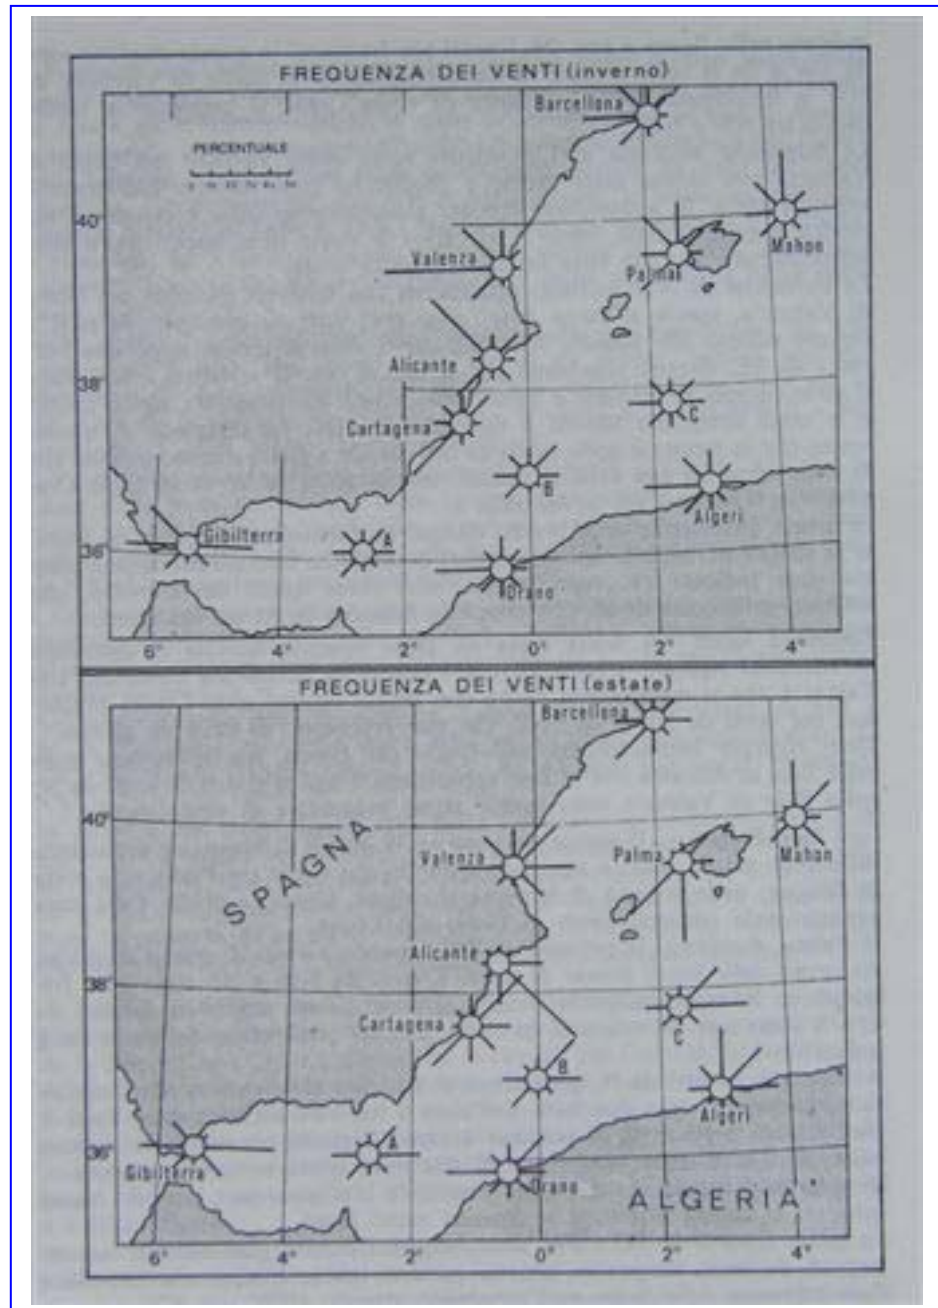 FREQUENZA DEI VENTI (inverno)
Barcellona
PERCENTUALE
40°
Valenza
Palma
Mahon
Alicante
38°
Cartagena
C
B
Gibilterra
A
Algeri
36°
Orano
6° 4° 2° 0° 2° 4°
FREQUENZA DEI VENTI (estate)
Barcellona
40°
SPAGNA
Valenza
Palma
Mahon
Alicante
38°
Cartagena
C
B
Algeri
A
36°
Gibilterra
Orano
ALGERIA
6° 4° 2° 0° 2° 4°